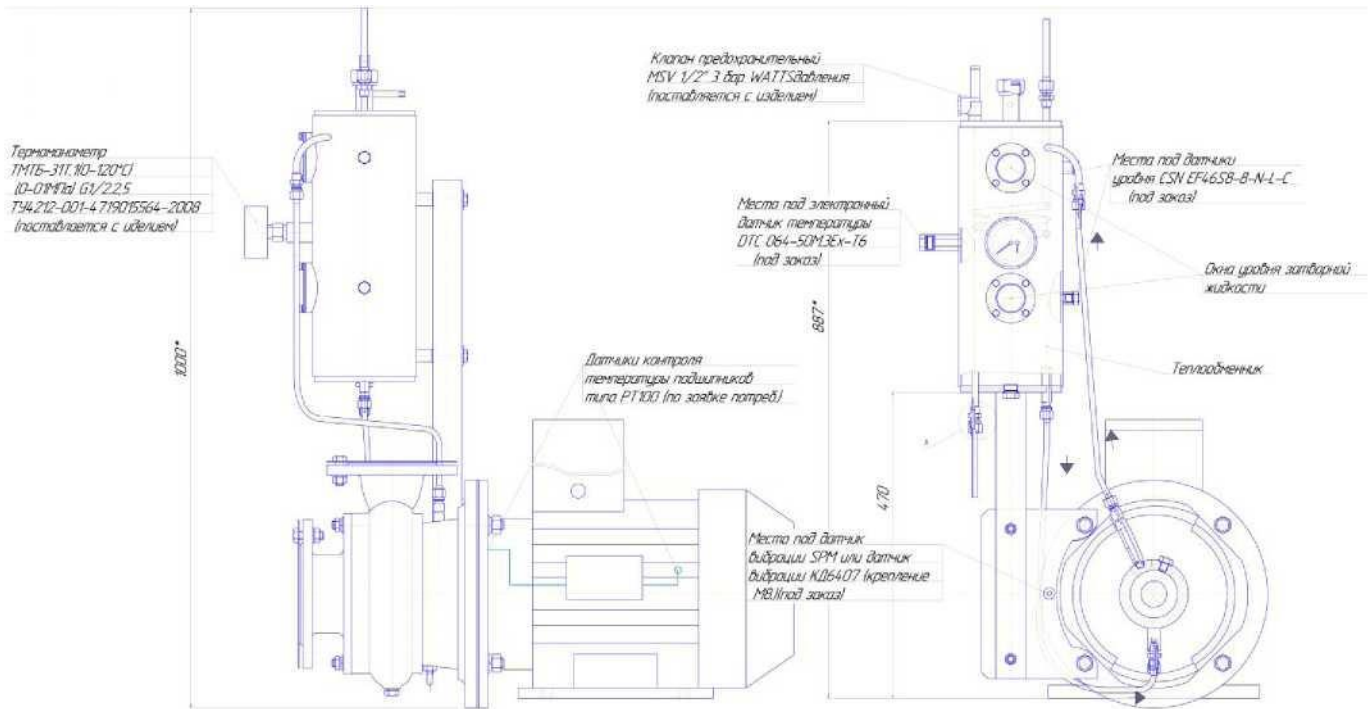 Термоманометр
ТМТБ-31Т.1(0-120°С)
(0-01МПа) G1/2.2,5
ТУ4212-001-4719015564-2008
(поставляется с иделием)
1000*
Датчики контроля
температуры подшипников
типа РТ100 (по заявке потреб.)
Клапан предохранительный
MSV 1/2" 3 бар WATTSдавления
(поставляется с изделием)
Место под электронный
датчик температуры
DTC 064-50М.3Ех-Т6
(под заказ)
887*
470
Место под датчик
вибрации SPM или датчик
вибрации КД6407 (крепление
М8)(под заказ)
Места под датчики
уровня CSN EF46S8-8-N-L-C
(под заказ)
Окна уровня затворной
жидкости
Теплообменник